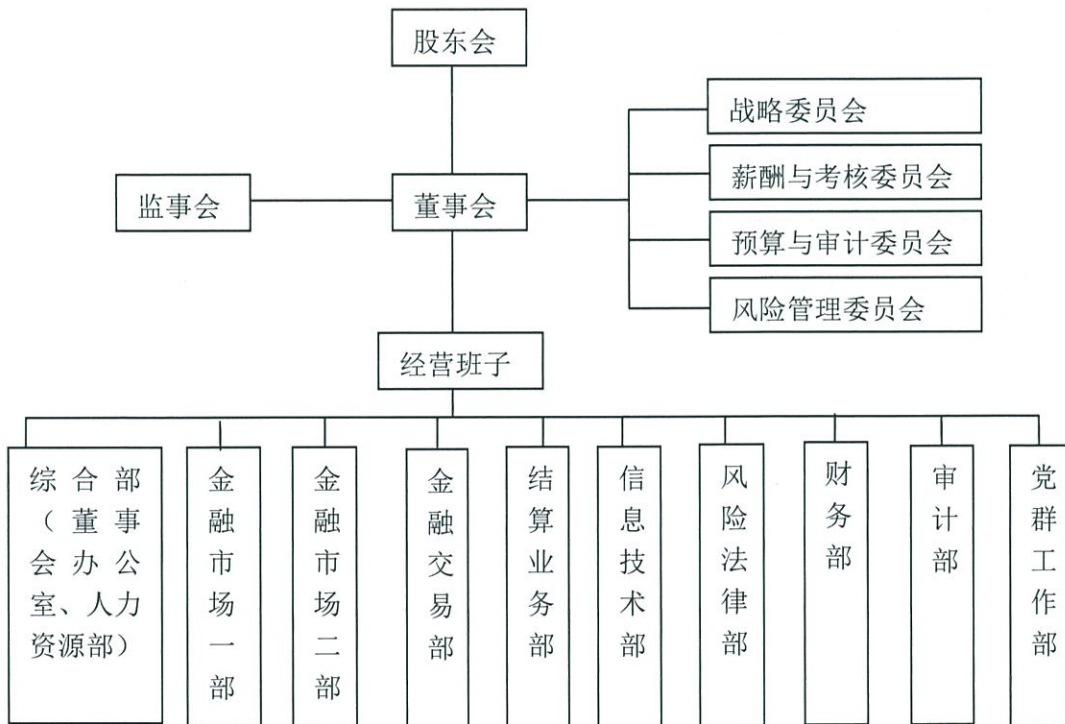 股东会
战略委员会
薪酬与考核委员会
监事会
董事会
预算与审计委员会
风险管理委员会
经营班子
综合部
（董事
会办公
室、人力
资源部）
金融市场一部
金融市场二部
金融交易部
结算业务部
信息技术部
风险法律部
财务部
审计部
党群工作部